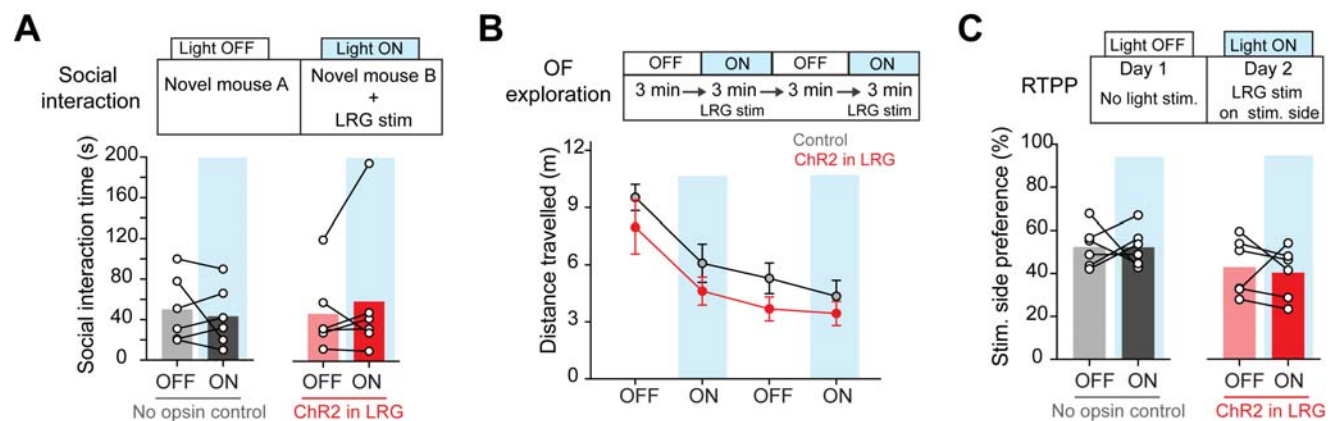 A
Light OFF
Light ON
Social
interaction
Novel mouse A
Novel mouse B
+
LRG stim
Social interaction time (s)
200
160
120
80
40
0
OFF
ON
OFF
ON
No opsin control
ChR2 in LRG
B
OF
exploration
OFF
ON
OFF
ON
3 min
3 min
3 min
3 min
LRG stim
LRG stim
Control
ChR2 in LRG
Distance travelled (m)
12
9
6
3
0
OFF
ON
OFF
ON
C
Light OFF
Light ON
RTPP
Day 1
No light stim.
Day 2
LRG stim
on stim. side
Stim. side preference (%)
100
80
60
40
20
0
OFF
ON
OFF
ON
No opsin control
ChR2 in LRG